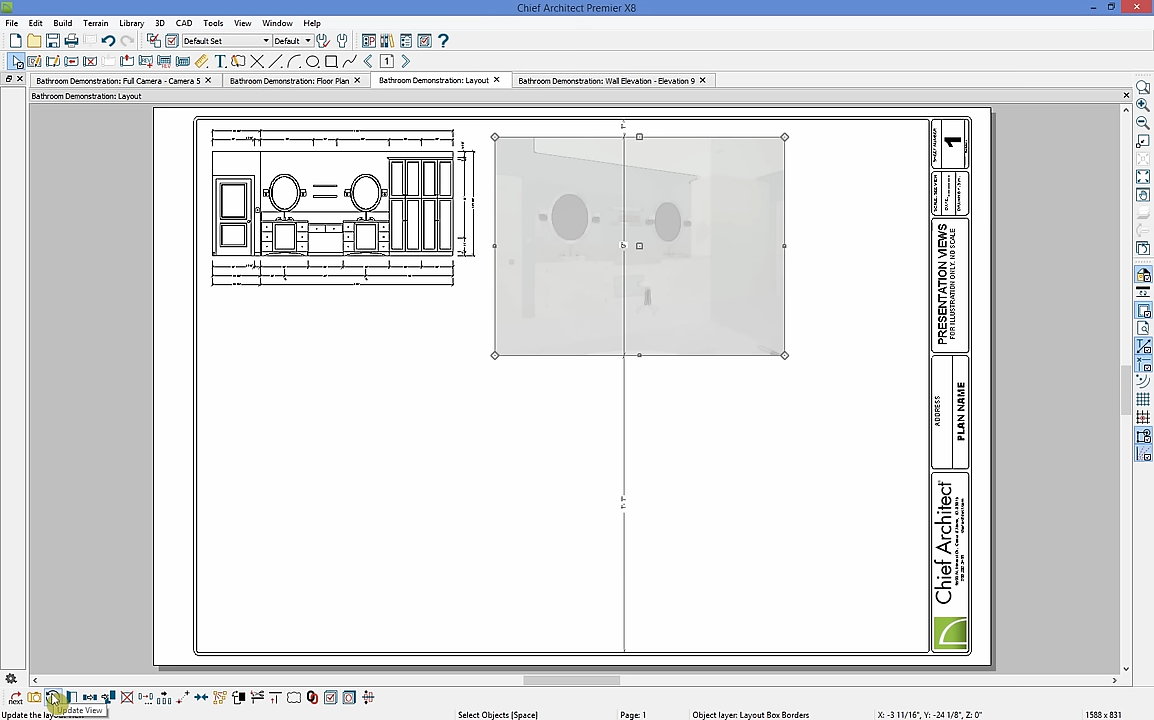 Chief Architect Premier X8
File Edit Build Terrain Library 3D CAD Tools View Window Help
Default Set Default
1
Bathroom Demonstration: Full Camera - Camera 5
Bathroom Demonstration: Floor Plan
Bathroom Demonstration: Layout
Bathroom Demonstration: Wall Elevation - Elevation 9
Bathroom Demonstration: Layout
1
PRESENTATION VIEWS
FOR ILLUSTRATION ONLY, NO SCALE
ADDRESS
PLAN NAME
Chief Architect
next
Update View
Update the
Select Objects [Space]
Page: 1
Object layer: Layout Box Borders
X: -3 11/16", Y: -24 1/8", Z: 0"
1588 x 831